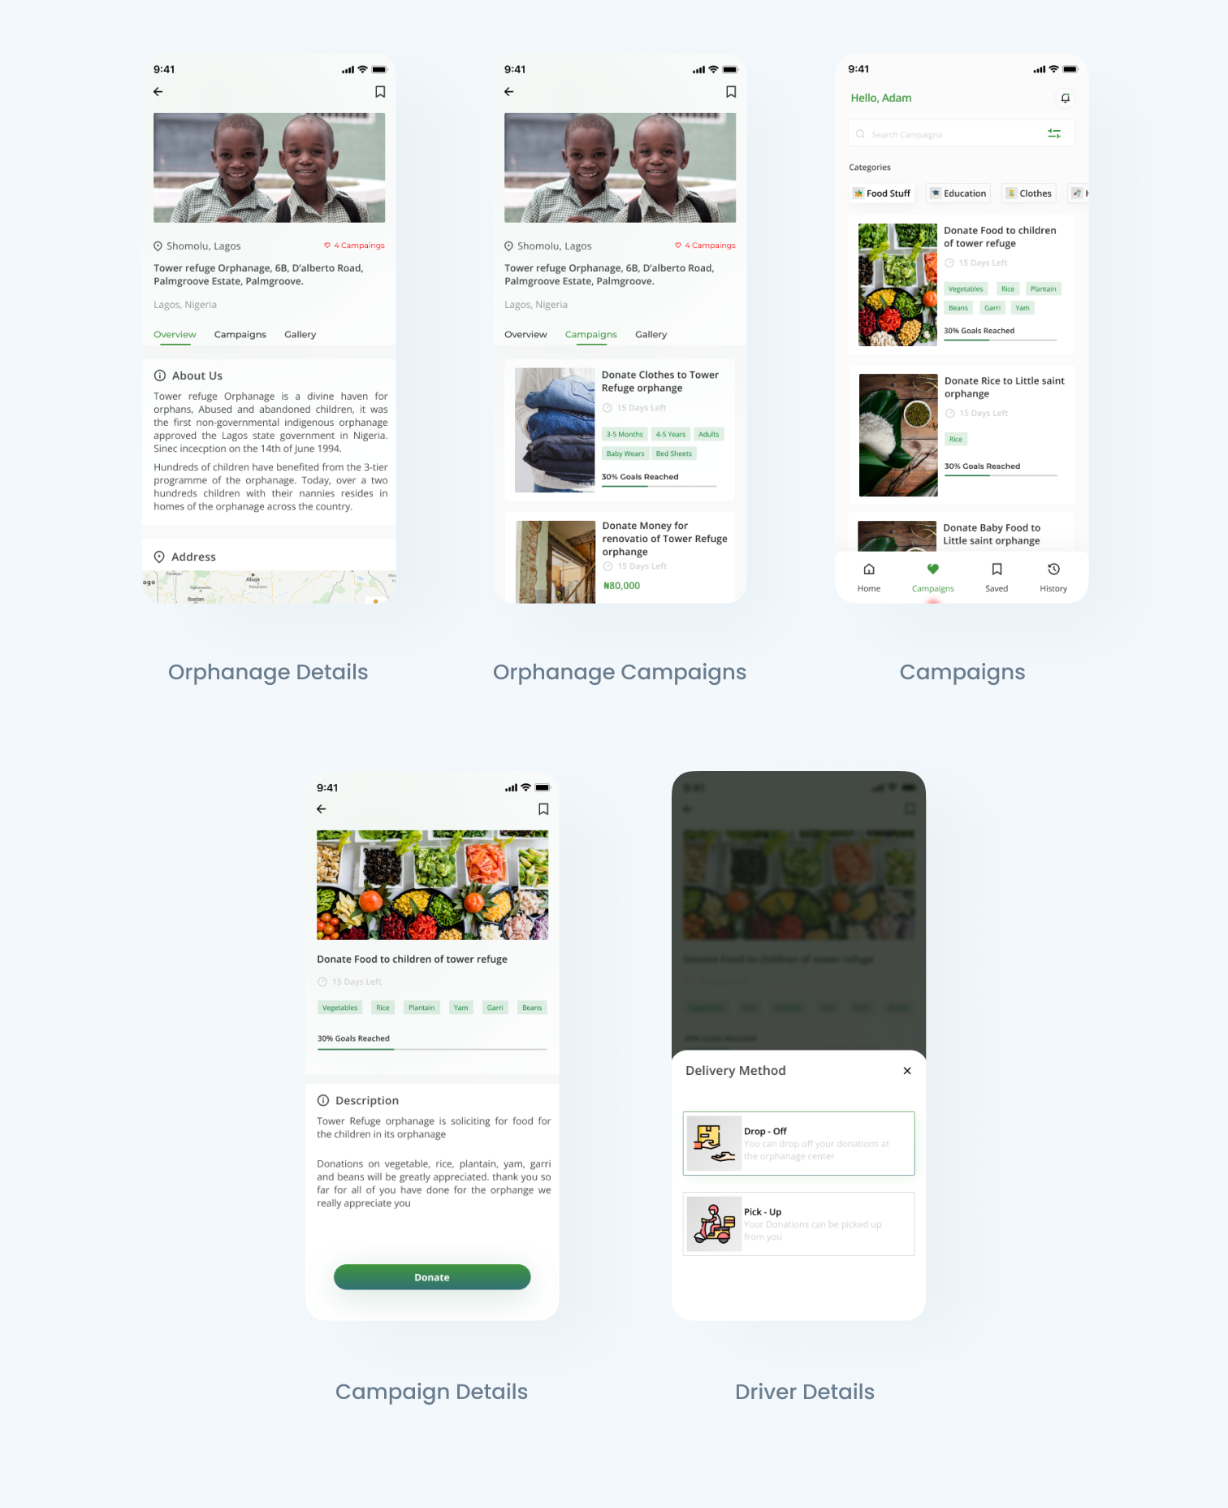 9:41
Shomolu, Lagos
4 Campaings
Tower refuge Orphanage, 6B, D'alberto Road,
Palmgroove Estate, Palmgroove.
Lagos, Nigeria
Overview Campaigns Gallery
About Us
Tower refuge Orphanage is a divine haven for
orphans, Abused and abandoned children, it was
the first non-governmental indigenous orphanage
approved the Lagos state government in Nigeria.
Sinec incecption on the 14th of June 1994.
Hundreds of children have benefited from the 3-tier
programme of the orphanage. Today, over a two
hundreds children with their nannies resides in
homes of the orphanage across the country.
Address
Abuja
Ibadan
Orphanage Details
9:41
Shomolu, Lagos
4 Campaings
Tower refuge Orphanage, 6B, D'alberto Road,
Palmgroove Estate, Palmgroove.
Lagos, Nigeria
Overview Campaigns Gallery
Donate Clothes to Tower
Refuge orphange
15 Days Left
3-5 Months 4-5 Years Adults
Baby Wears Bed Sheets
30% Goals Reached
Donate Money for
renovatio of Tower Refuge
orphange
15 Days Left
₦80,000
Orphanage Campaigns
9:41
Hello, Adam
Search Campaigns
Categories
Food Stuff Education Clothes
Donate Food to children
of tower refuge
15 Days Left
Vegetables Rice Plantain
Beans Garri Yam
30% Goals Reached
Donate Rice to Little saint
orphange
15 Days Left
Rice
30% Goals Reached
Donate Baby Food to
Little saint orphange
Home Campaigns Saved History
Campaigns
9:41
Donate Food to children of tower refuge
15 Days Left
Vegetables Rice Plantain Yam Garri Beans
30% Goals Reached
Description
Tower Refuge orphanage is soliciting for food for
the children in its orphanage
Donations on vegetable, rice, plantain, yam, garri
and beans will be greatly appreciated. thank you so
far for all of you have done for the orphange we
really appreciate you
Donate
Campaign Details
9:41
Donate Food to children of tower refuge
30% Goals Reached
Delivery Method
Drop - Off
You can drop off your donations at
the orphanage center
Pick - Up
Your Donations can be picked up
from you
Driver Details